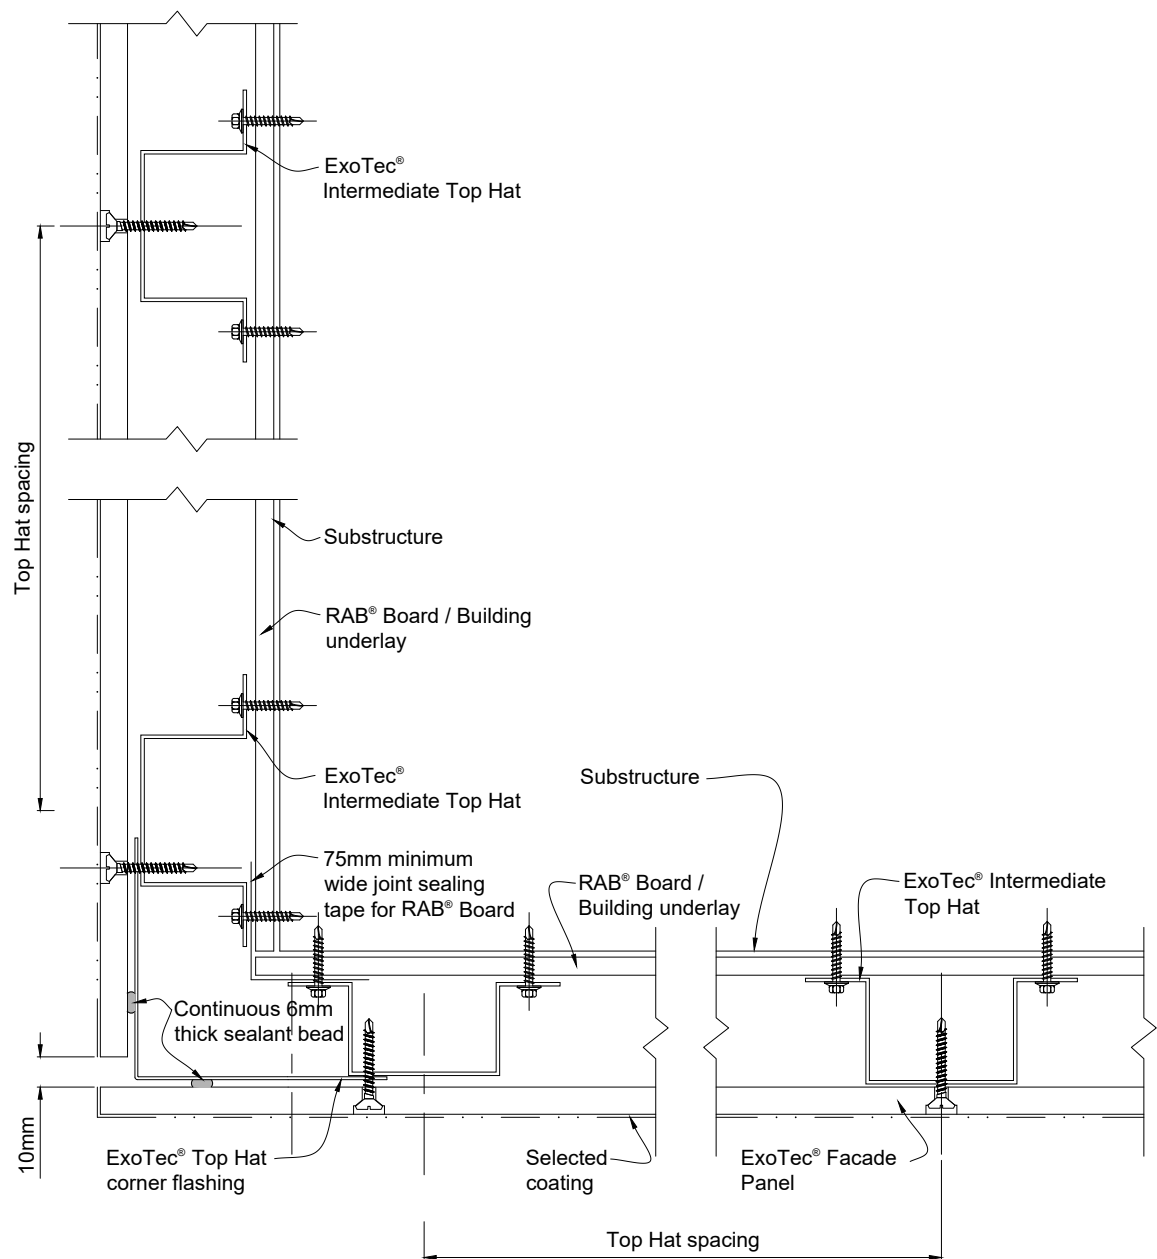 ExoTec®
Intermediate Top Hat
Top Hat spacing
Substructure
RAB® Board / Building
underlay
ExoTec®
Intermediate Top Hat
Substructure
75mm minimum
wide joint sealing
tape for RAB® Board
RAB® Board /
Building underlay
ExoTec® Intermediate
Top Hat
Continuous 6mm
thick sealant bead
10mm
ExoTec® Top Hat
corner flashing
Selected
coating
ExoTec® Facade
Panel
Top Hat spacing